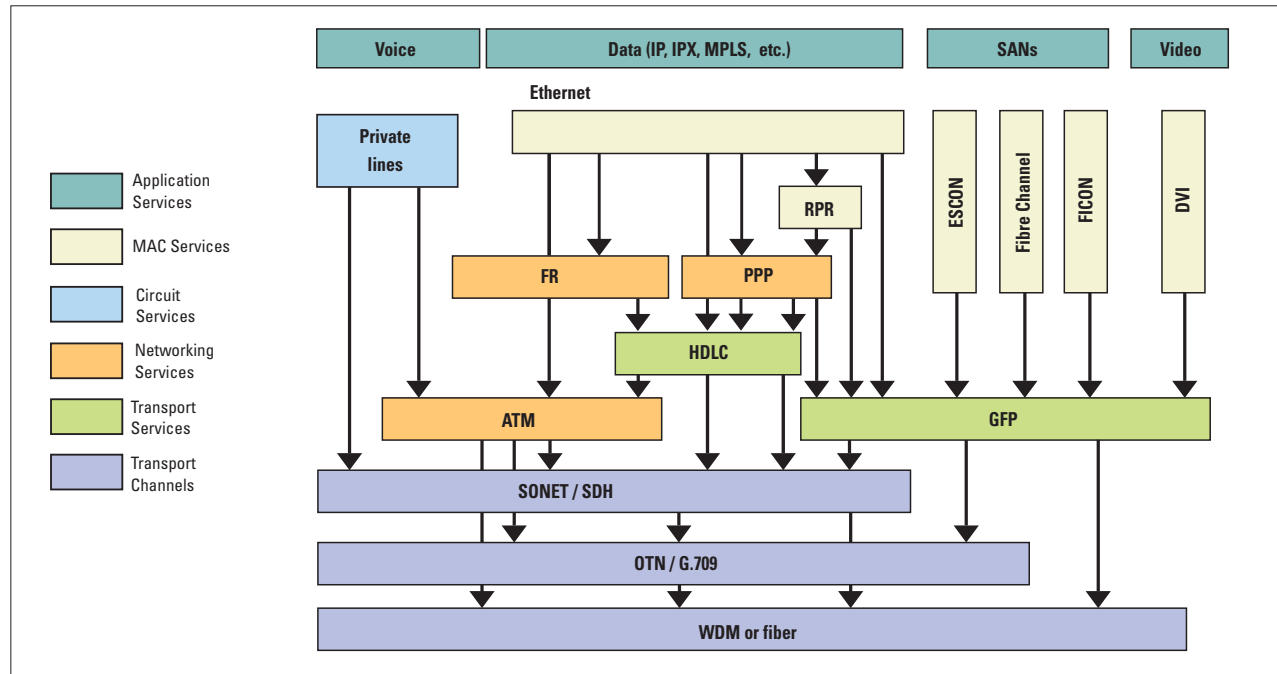 Voice
Data (IP, IPX, MPLS, etc.)
SANs
Video
Ethernet
Private
lines
Application
Services
MAC Services
Circuit
Services
Networking
Services
Transport
Services
Transport
Channels
RPR
ESCON
Fibre Channel
FICON
DVI
FR
PPP
HDLC
ATM
GFP
SONET / SDH
OTN / G.709
WDM or fiber